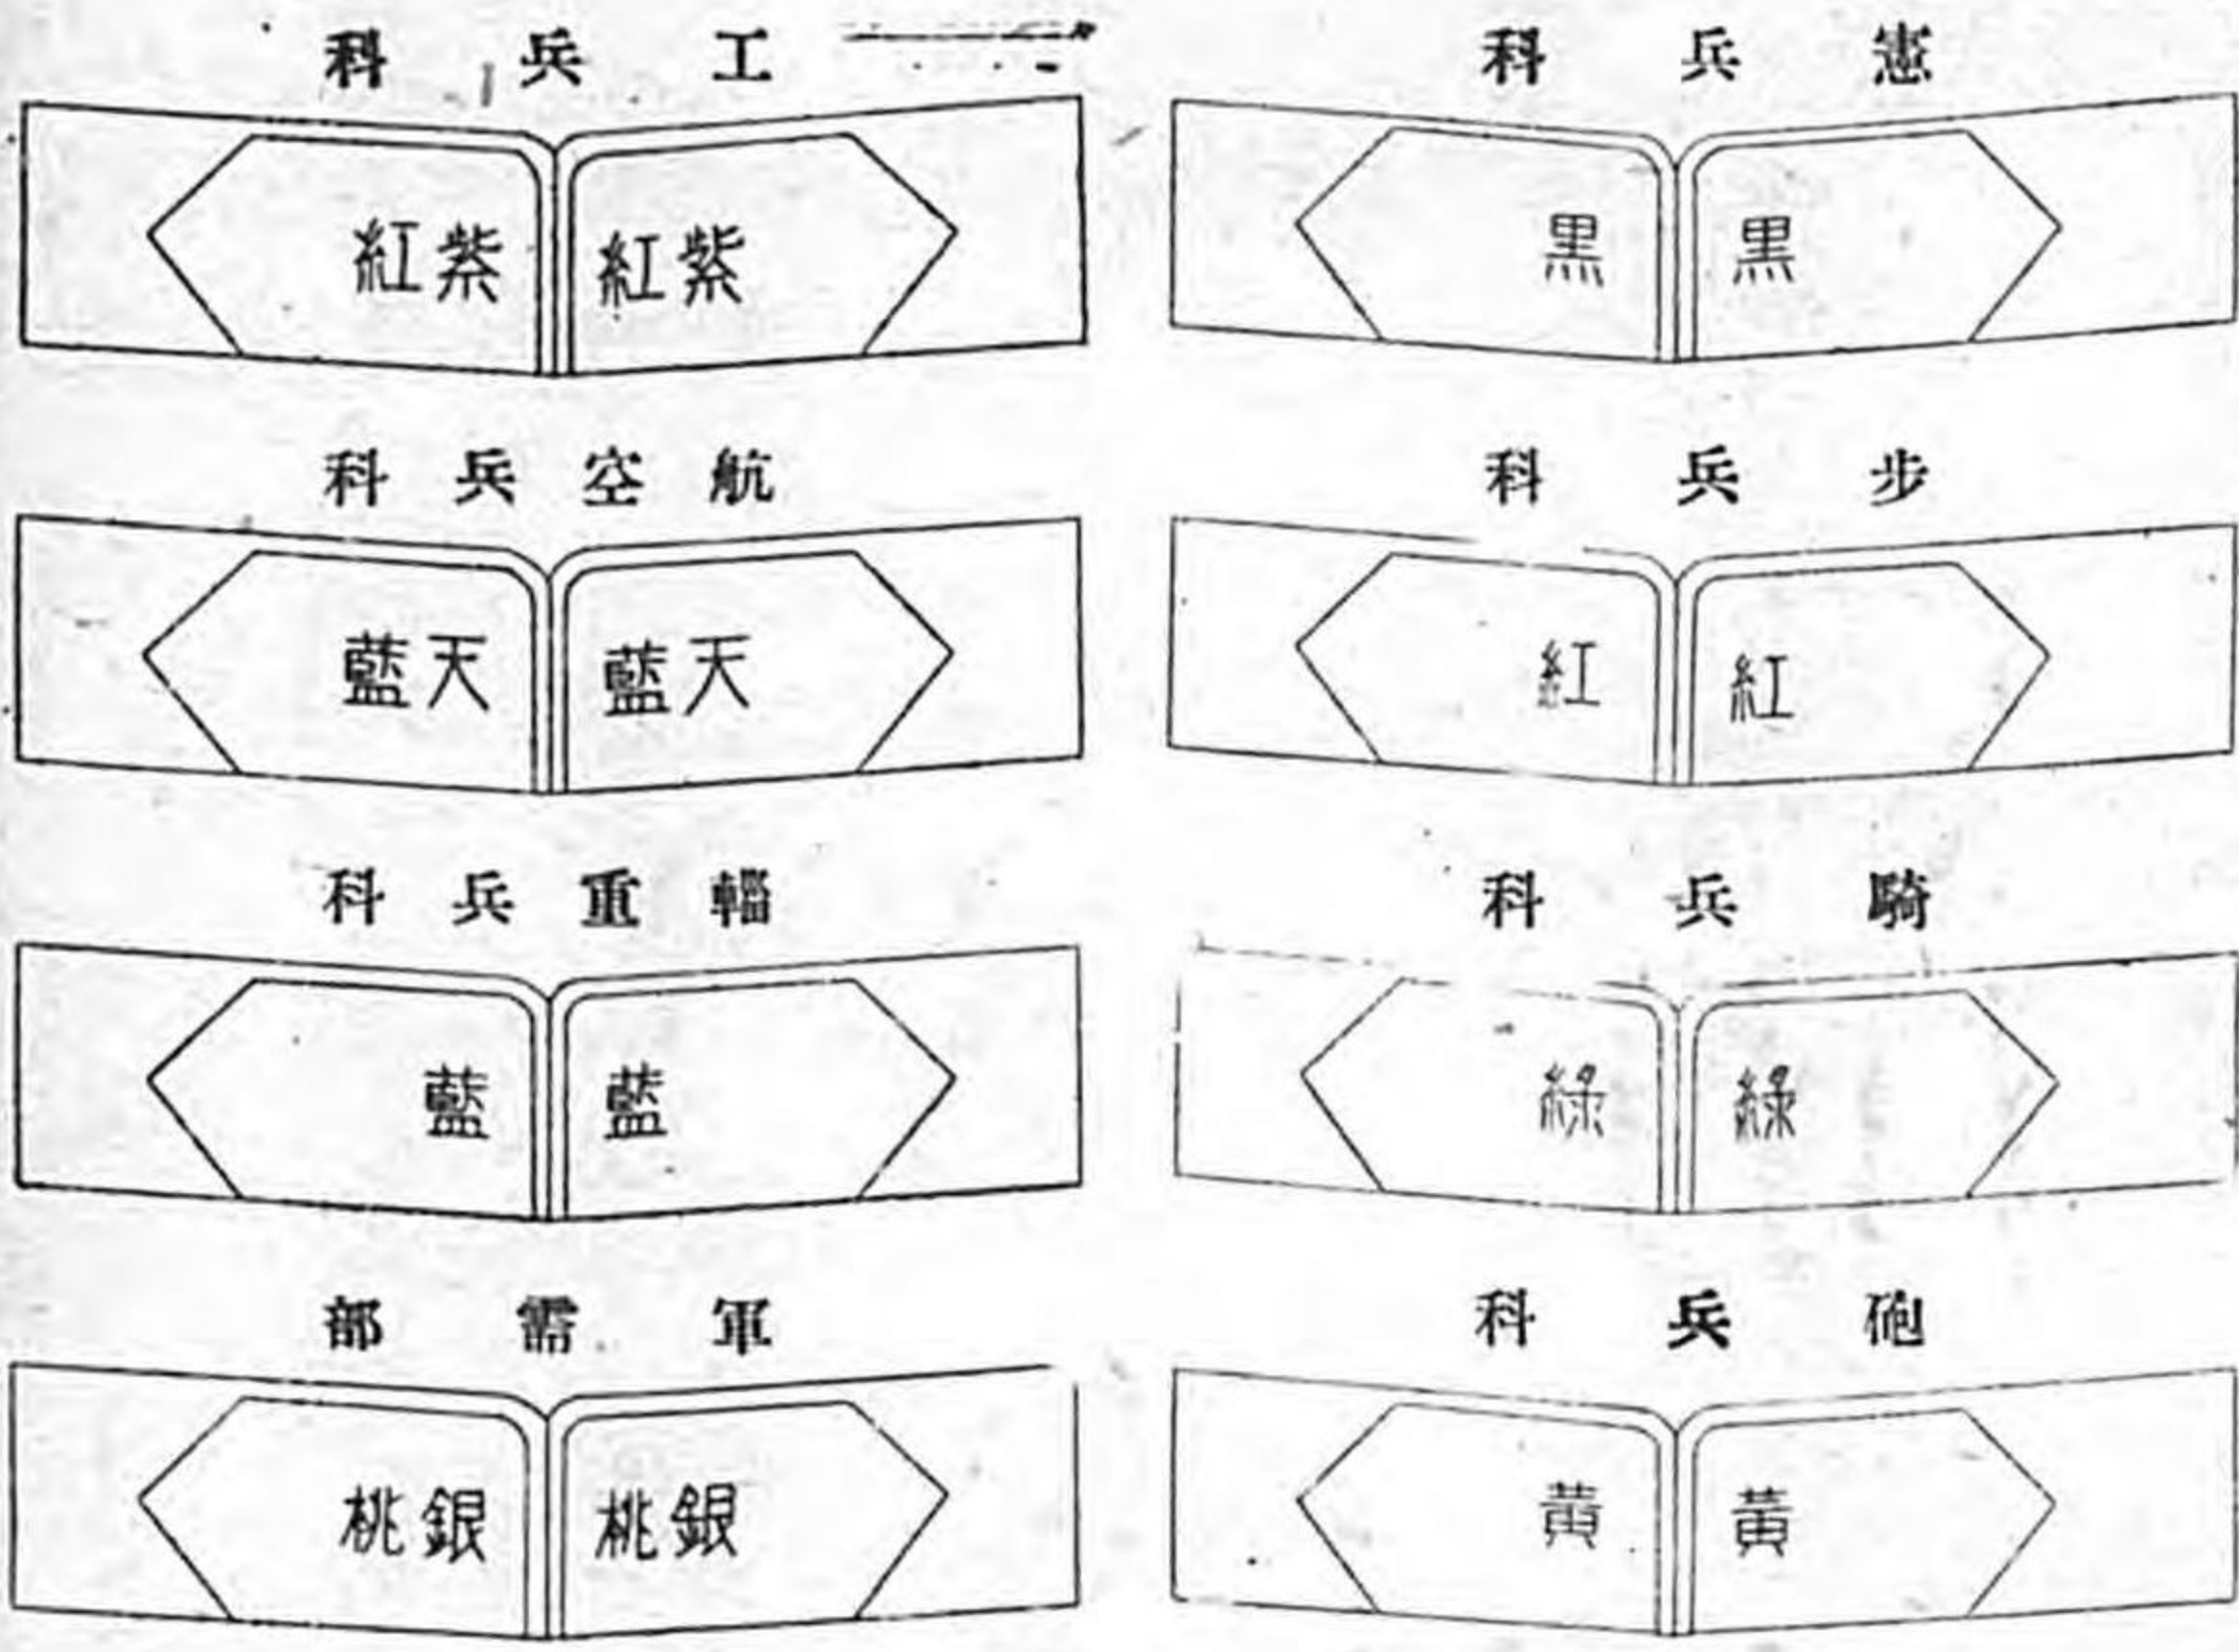 憲兵科
黒 黒
步兵科
紅 紅
騎兵科
綠 綠
砲兵科
黃 黃
工兵科
紫紅 紫紅
航空兵科
天藍 天藍
輜重兵科
藍 藍
軍需部
銀桃 銀桃